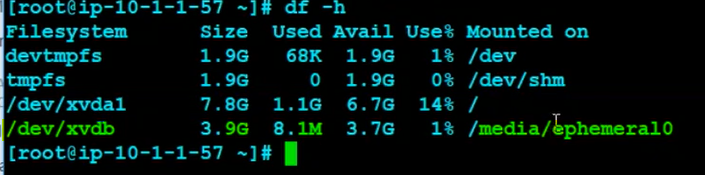 [root@ip-10-1-1-57 ~]# df -h
Filesystem      Size  Used Avail Use% Mounted on
devtmpfs        1.9G   68K  1.9G   1% /dev
tmpfs           1.9G     0  1.9G   0% /dev/shm
/dev/xvda1      7.8G  1.1G  6.7G  14% /
/dev/xvdb       3.9G  8.1M  3.7G   1% /media/ephemeral0
[root@ip-10-1-1-57 ~]#